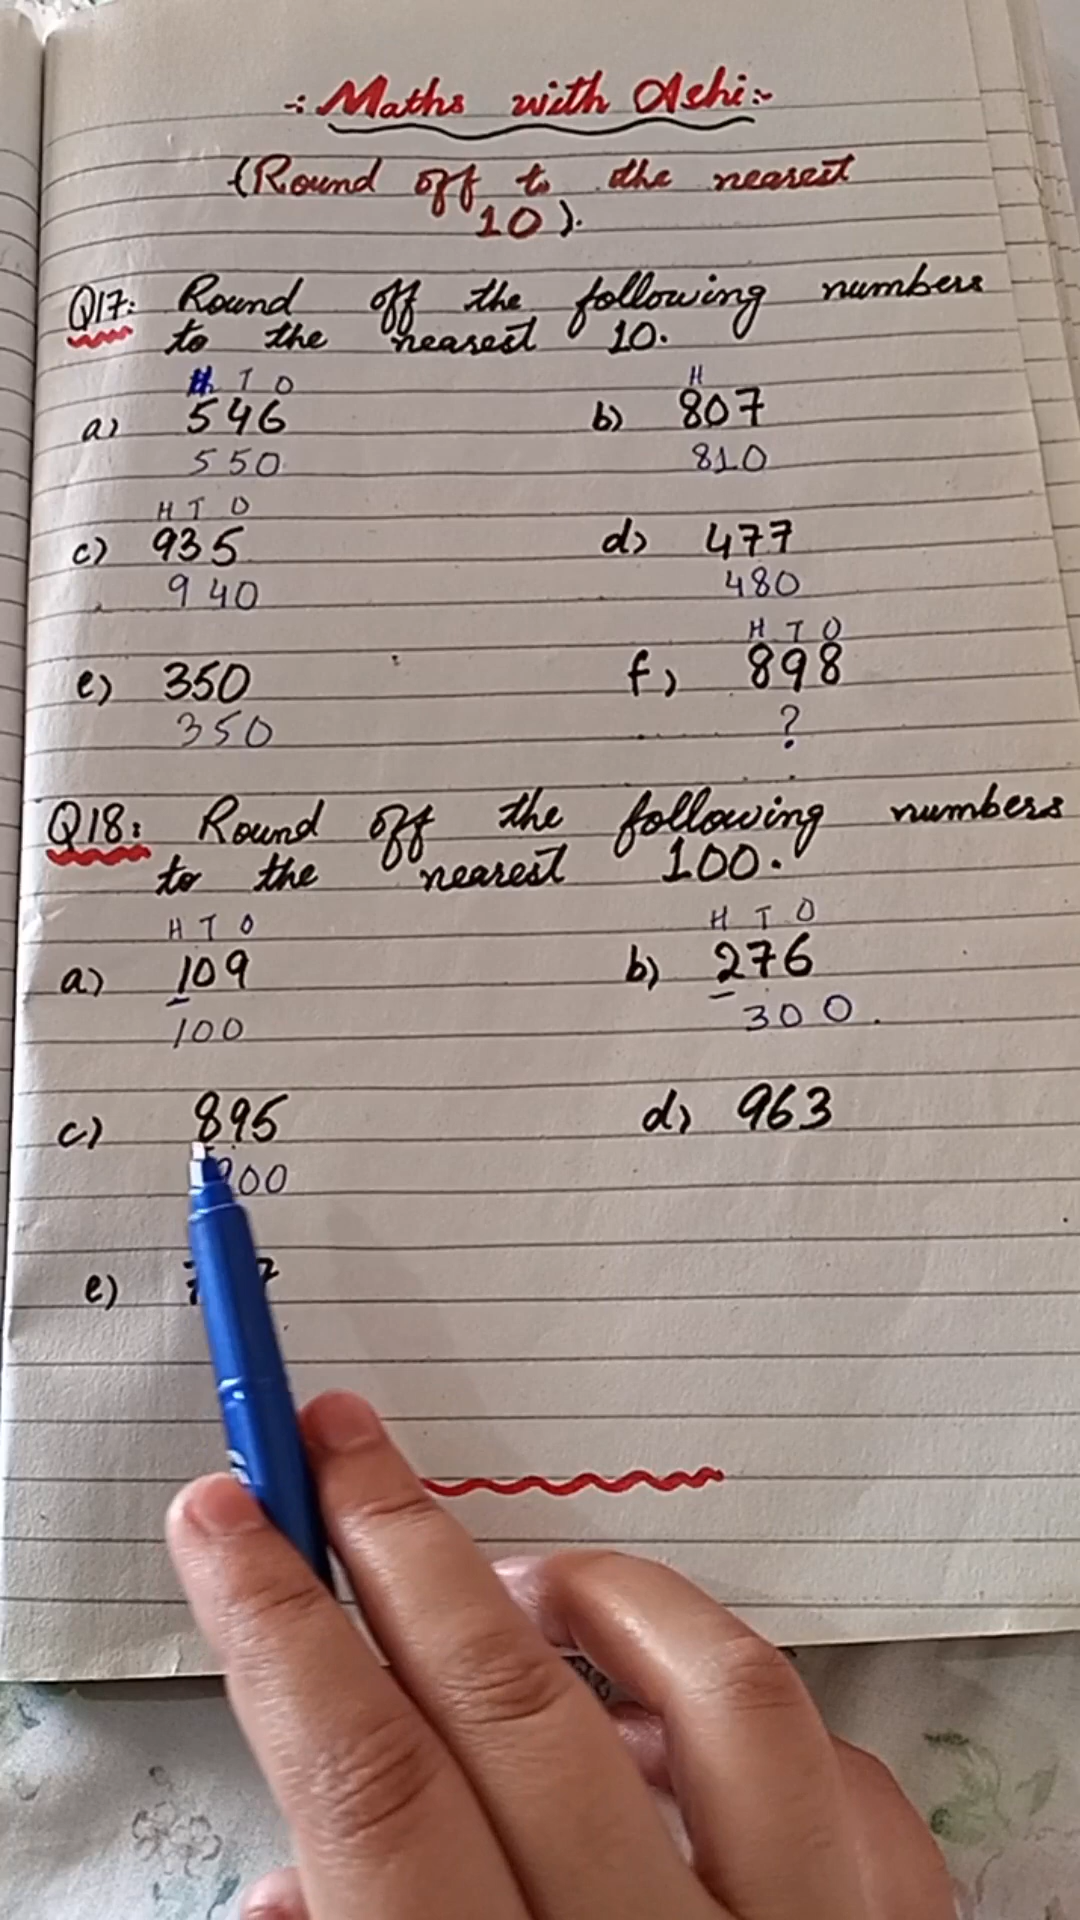 -: Maths with Ashi:-
(Round off to the nearest
10).
Q17: Round off the following numbers
to the nearest 10.
T O
H
a) 546
b) 807
550
810
H T O
c) 935
d) 477
940
480
H T O
e) 350
f) 898
350
?
Q18: Round off the following numbers
to the nearest 100.
H T O
H T O
a) 109
b) 276
100
300.
c) 895
d) 963
900
e)